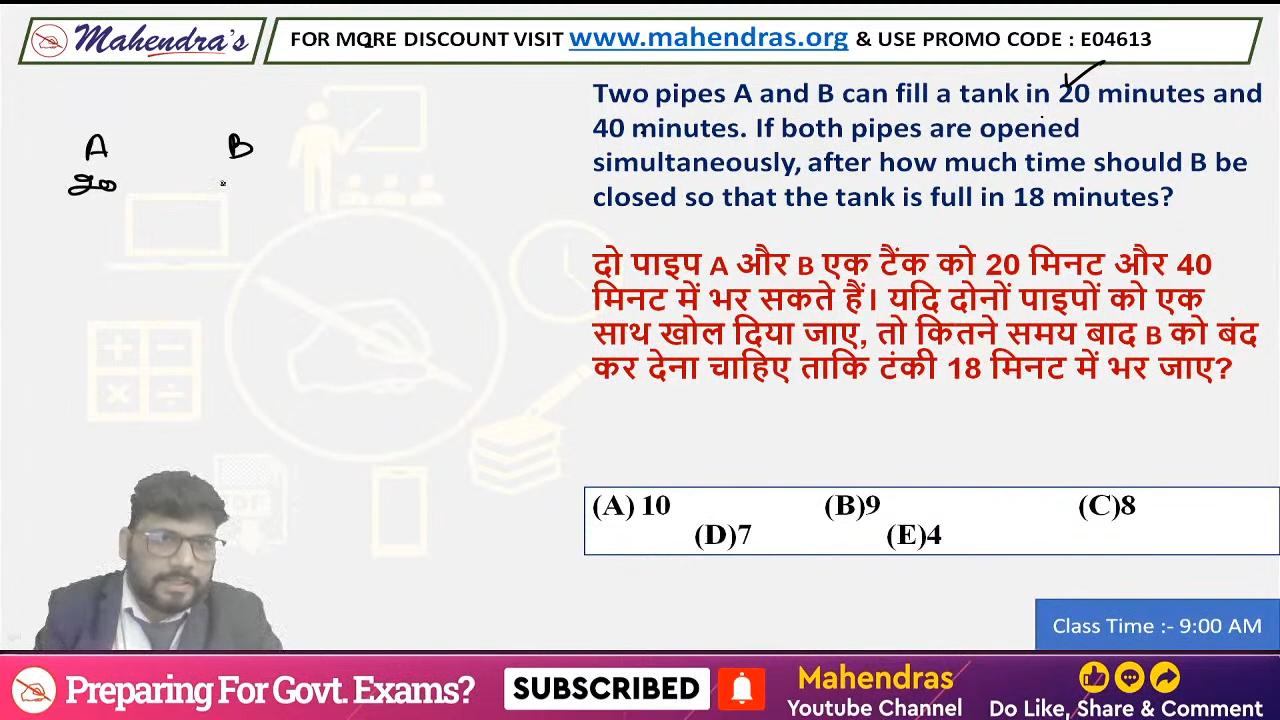 Mahendra's
FOR MORE DISCOUNT VISIT www.mahendras.org & USE PROMO CODE : E04613
Two pipes A and B can fill a tank in 20 minutes and
40 minutes. If both pipes are opened
simultaneously, after how much time should B be
closed so that the tank is full in 18 minutes?
A B
20
दो पाइप A और B एक टैंक को 20 मिनट और 40
मिनट में भर सकते हैं। यदि दोनों पाइपों को एक
साथ खोल दिया जाए, तो कितने समय बाद B को बंद
कर देना चाहिए ताकि टंकी 18 मिनट में भर जाए?
(A) 10 (B)9 (C)8
(D)7 (E)4
Class Time :- 9:00 AM
Preparing For Govt. Exams?
SUBSCRIBED
Mahendras
Youtube Channel
Do Like, Share & Comment